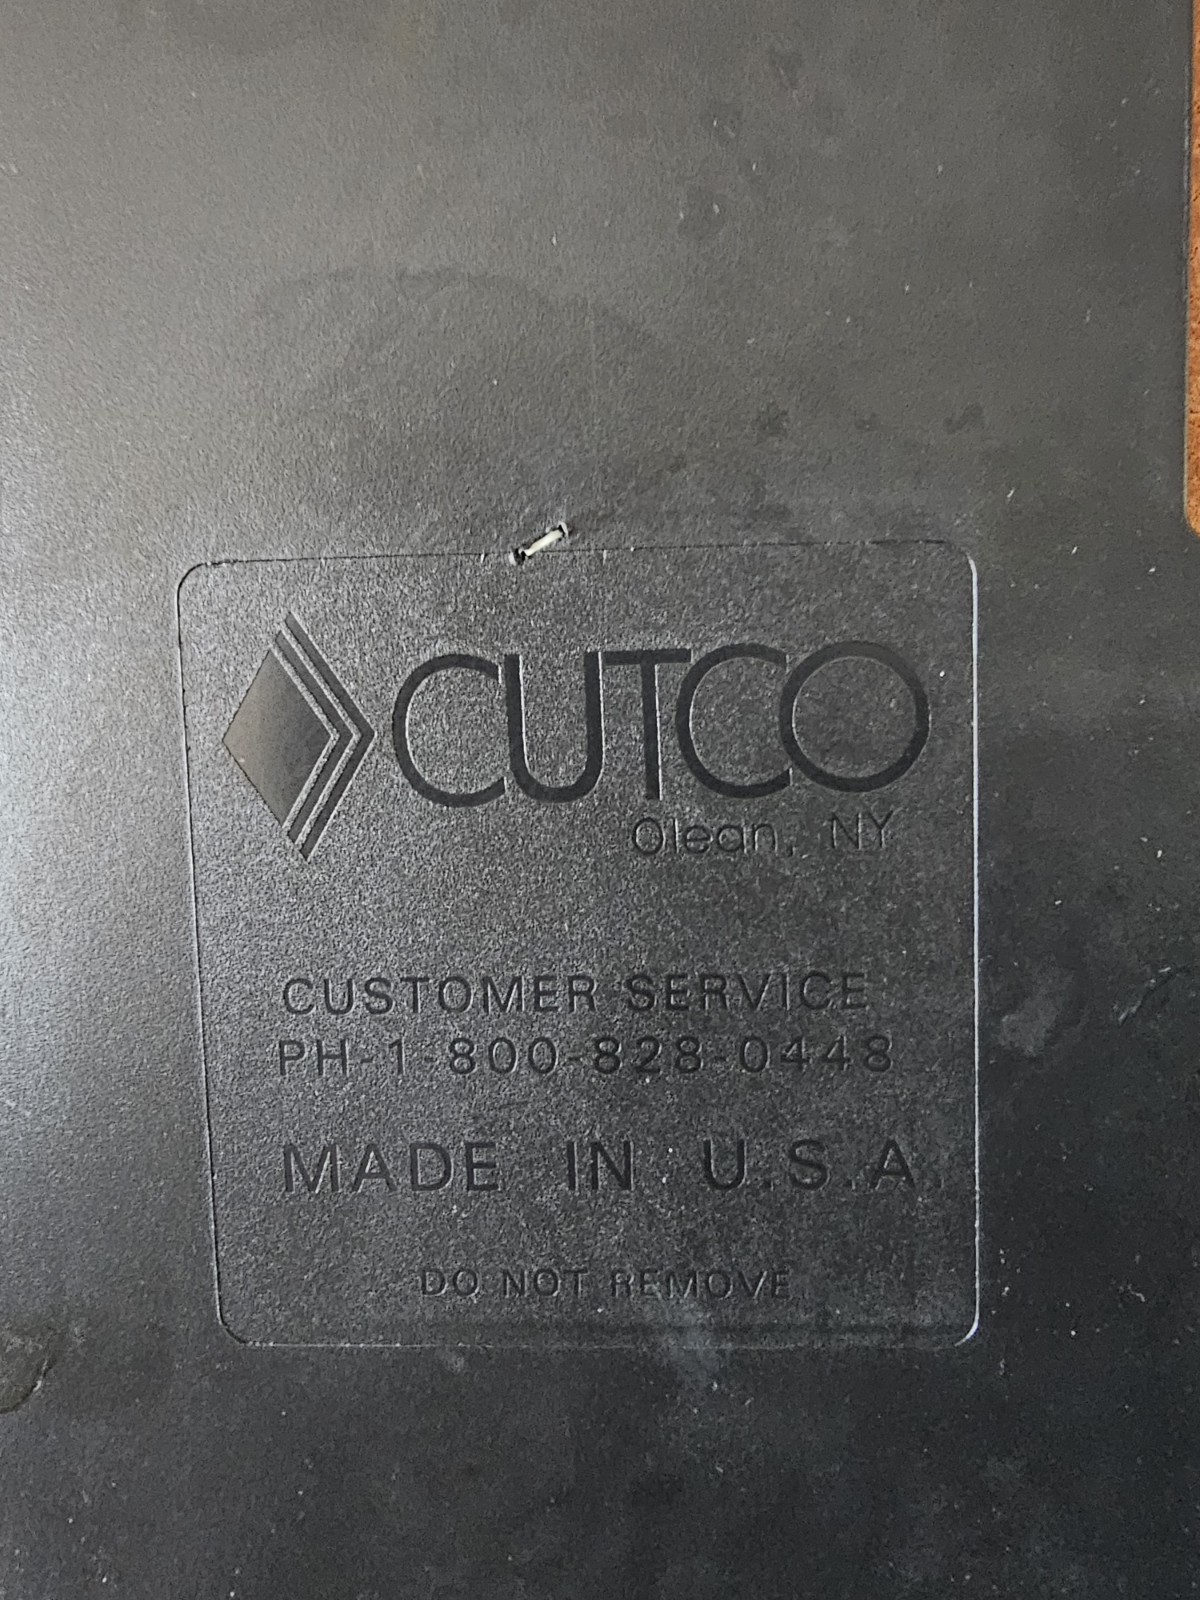 CUTCO
Olean, NY
CUSTOMER SERVICE
PH-1-800-828-0448
MADE IN U.S.A.
DO NOT REMOVE